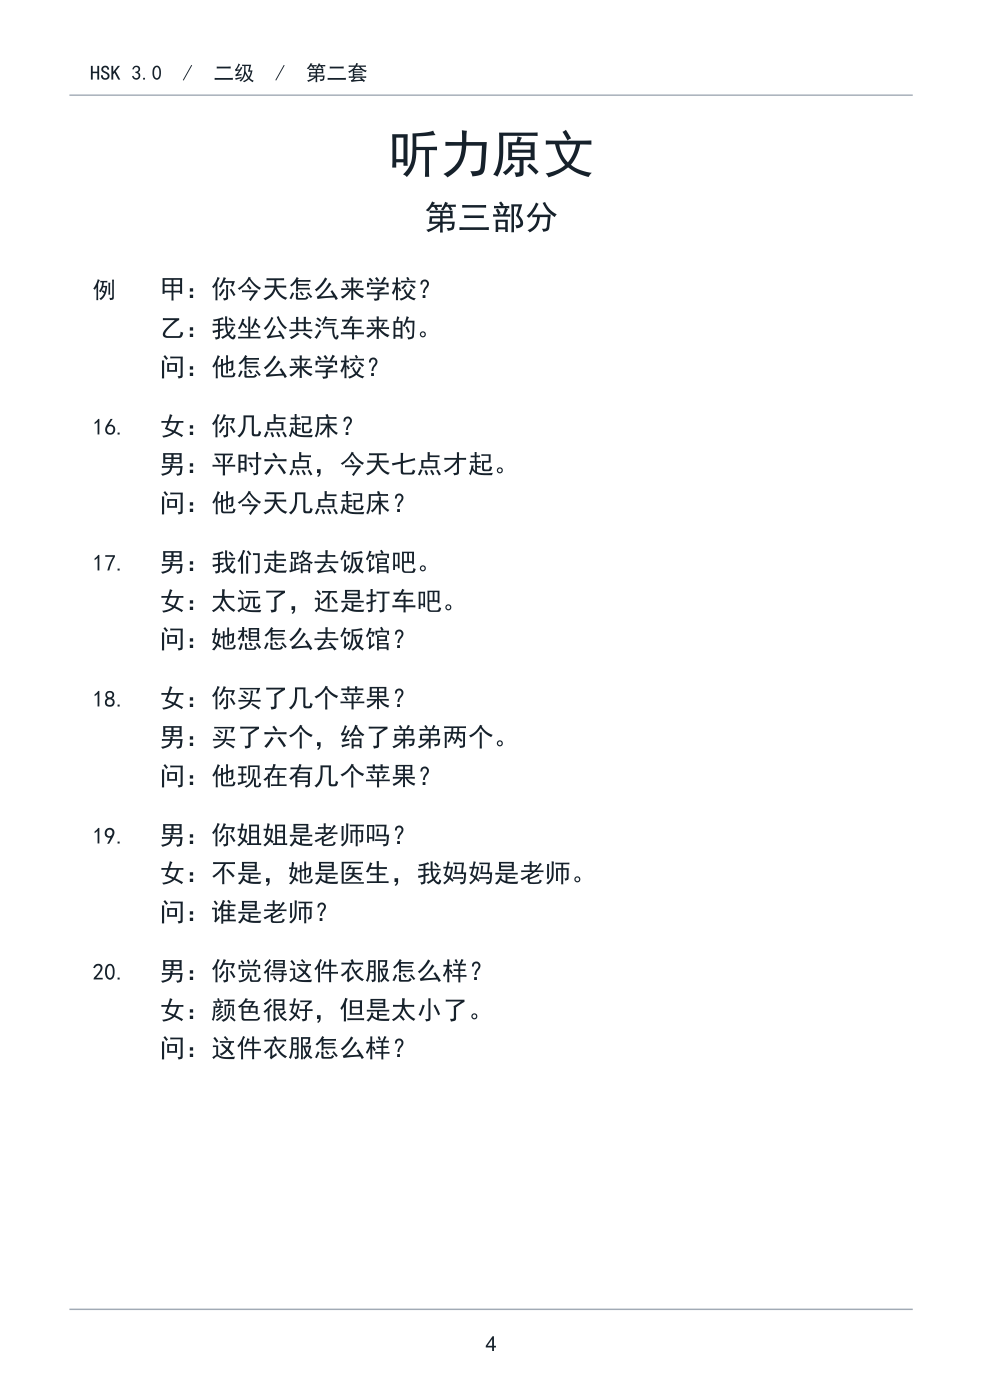 HSK 3.0 / 二级 / 第二套
听力原文
第三部分
例 甲：你今天怎么来学校？
乙：我坐公共汽车来的。
问：他怎么来学校？
16. 女：你几点起床？
男：平时六点，今天七点才起。
问：他今天几点起床？
17. 男：我们走路去饭馆吧。
女：太远了，还是打车吧。
问：她想怎么去饭馆？
18. 女：你买了几个苹果？
男：买了六个，给了弟弟两个。
问：他现在有几个苹果？
19. 男：你姐姐是老师吗？
女：不是，她是医生，我妈妈是老师。
问：谁是老师？
20. 男：你觉得这件衣服怎么样？
女：颜色很好，但是太小了。
问：这件衣服怎么样？
4